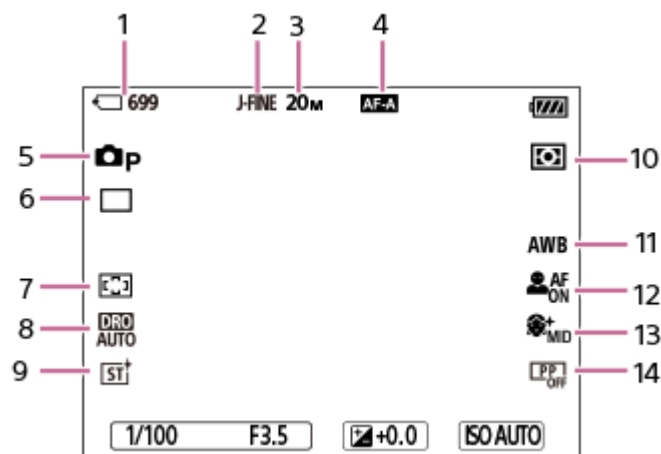 1 2 3 4
699 J-FINE 20M AF-A
5 P 10
6
AWB 11
7 AF ON 12
8 DRO AUTO MID 13
9 ST PP OFF 14
1/100 F3.5 +0.0 ISO AUTO